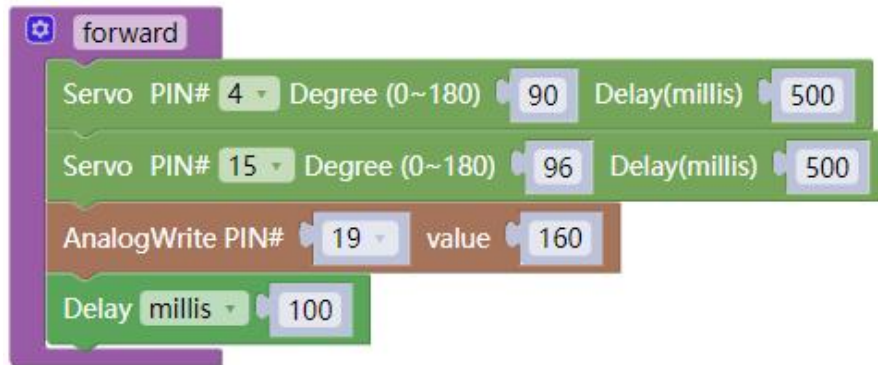 forward
Servo PIN# 4 Degree (0~180) 90 Delay(millis) 500
Servo PIN# 15 Degree (0~180) 96 Delay(millis) 500
AnalogWrite PIN# 19 value 160
Delay millis 100